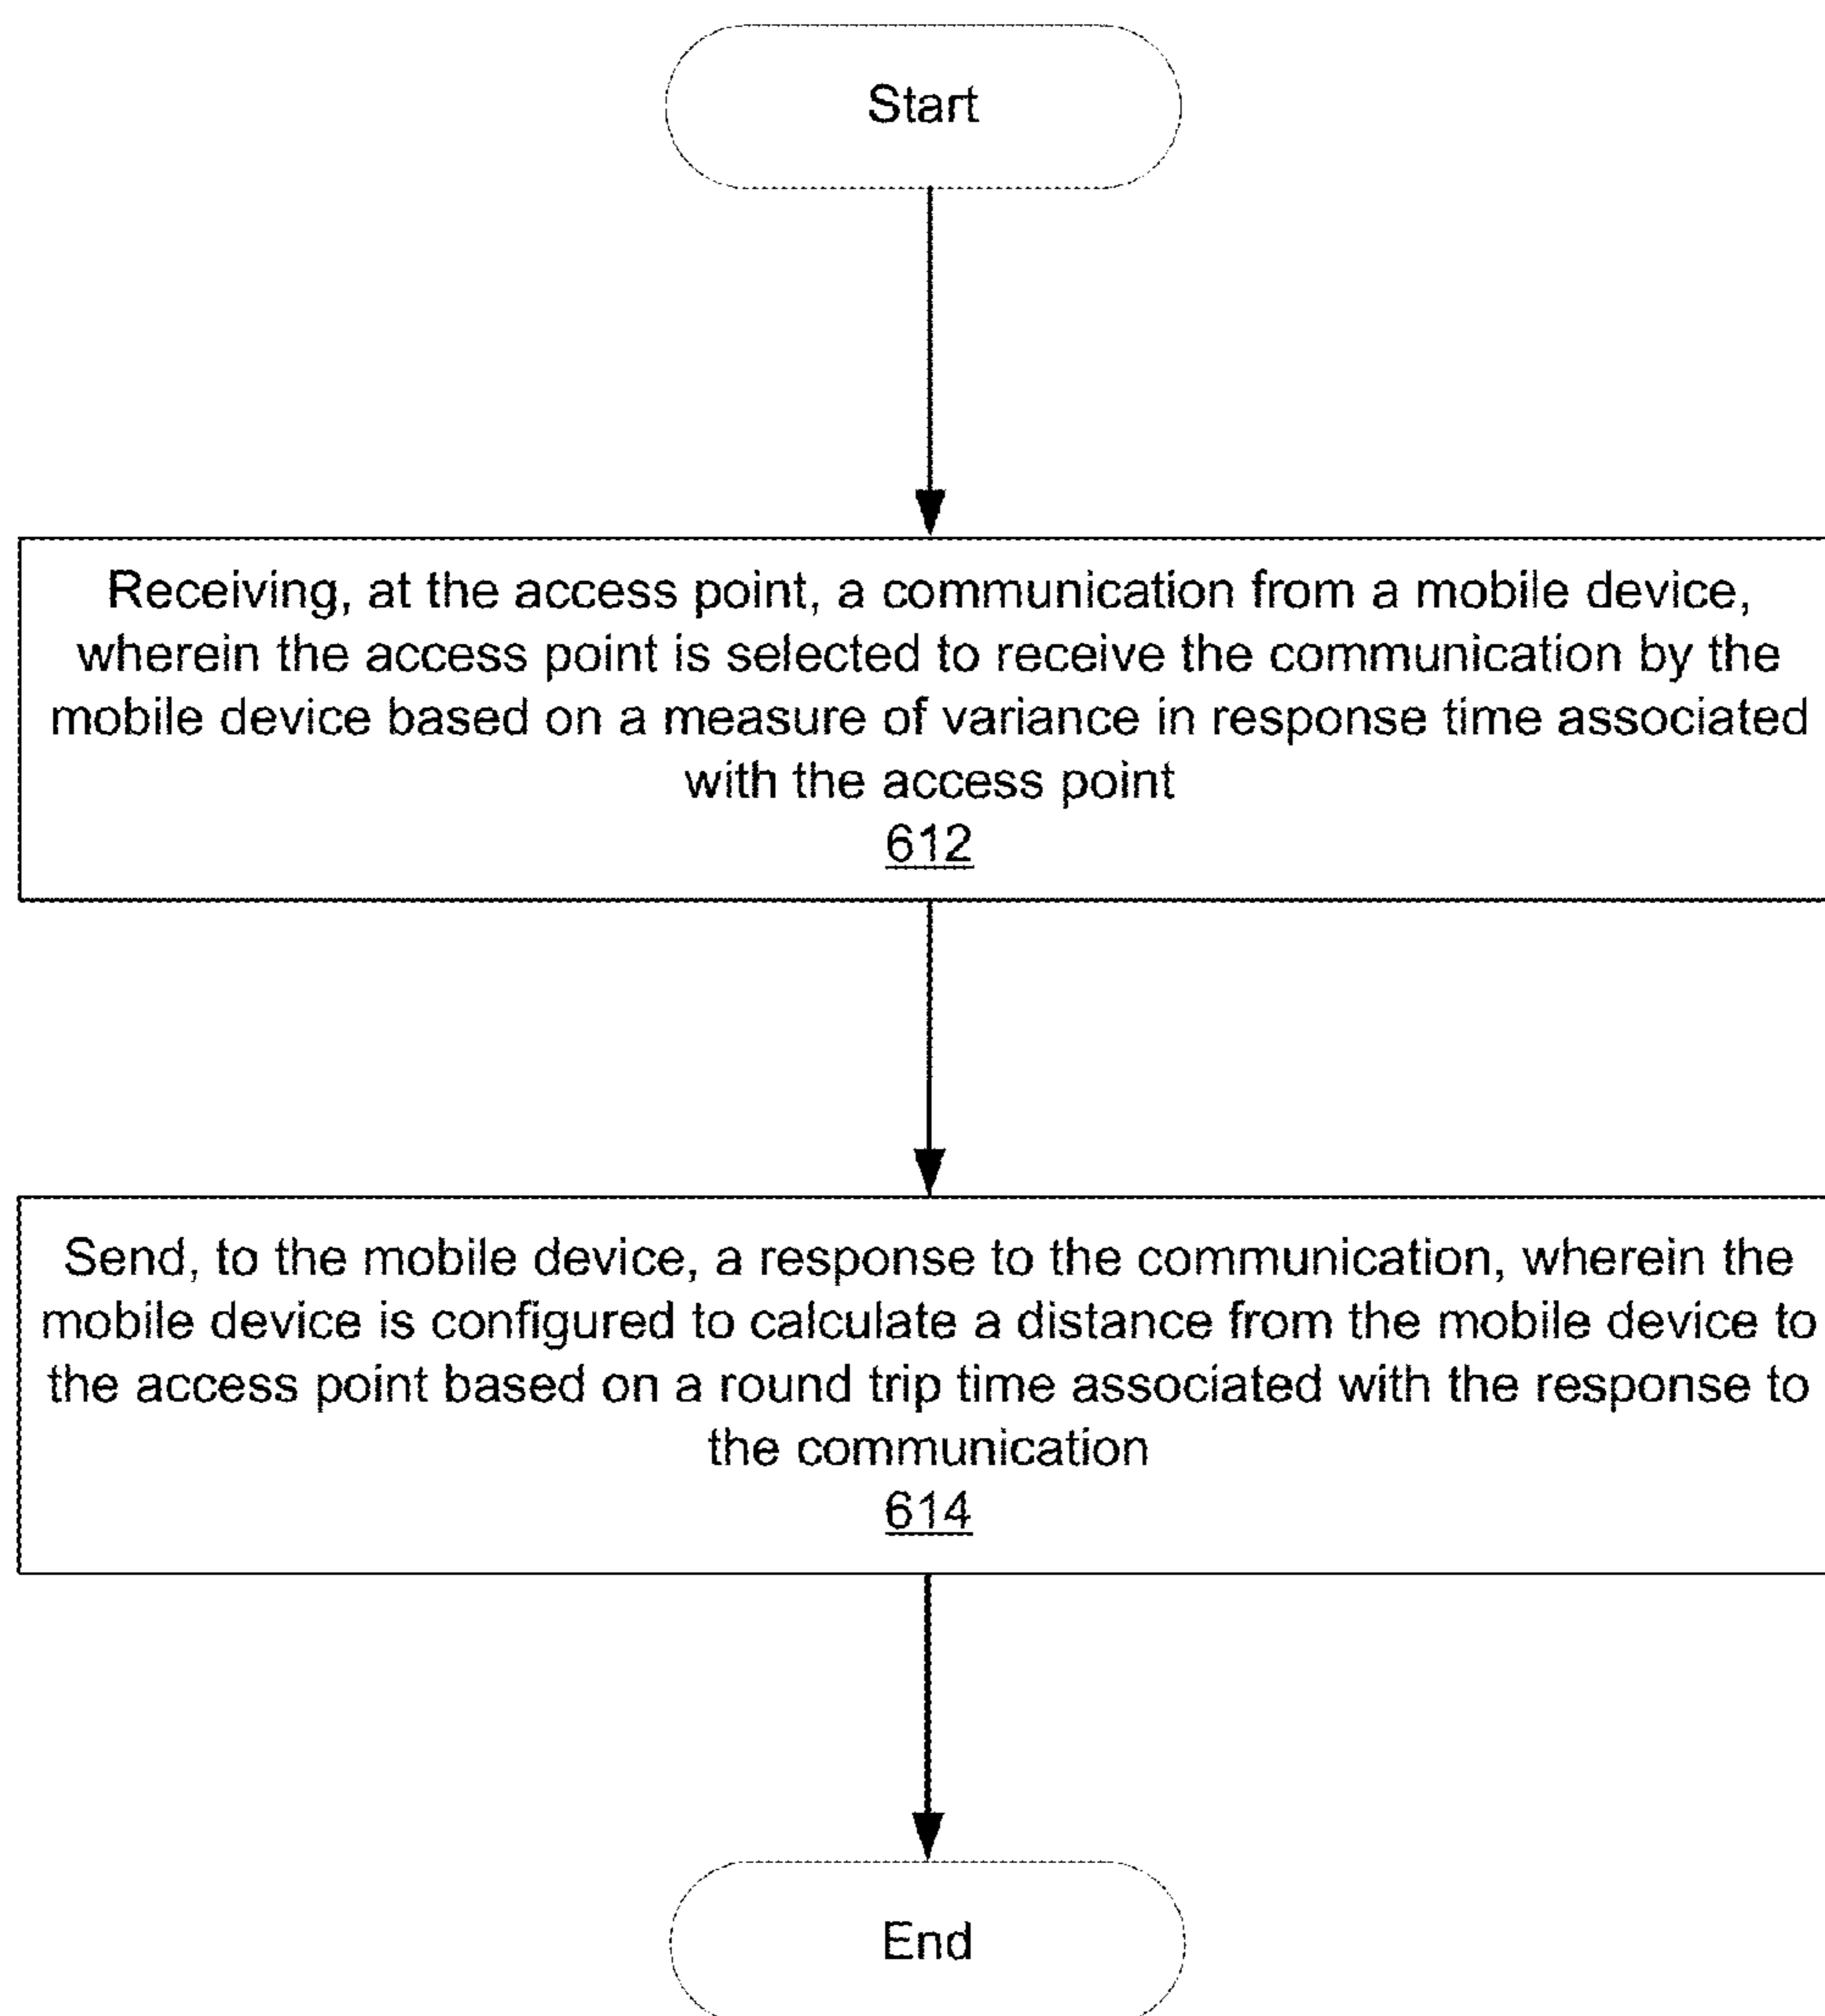 Start
Receiving, at the access point, a communication from a mobile device,
wherein the access point is selected to receive the communication by the
mobile device based on a measure of variance in response time associated
with the access point
612
Send, to the mobile device, a response to the communication, wherein the
mobile device is configured to calculate a distance from the mobile device to
the access point based on a round trip time associated with the response to
the communication
614
End